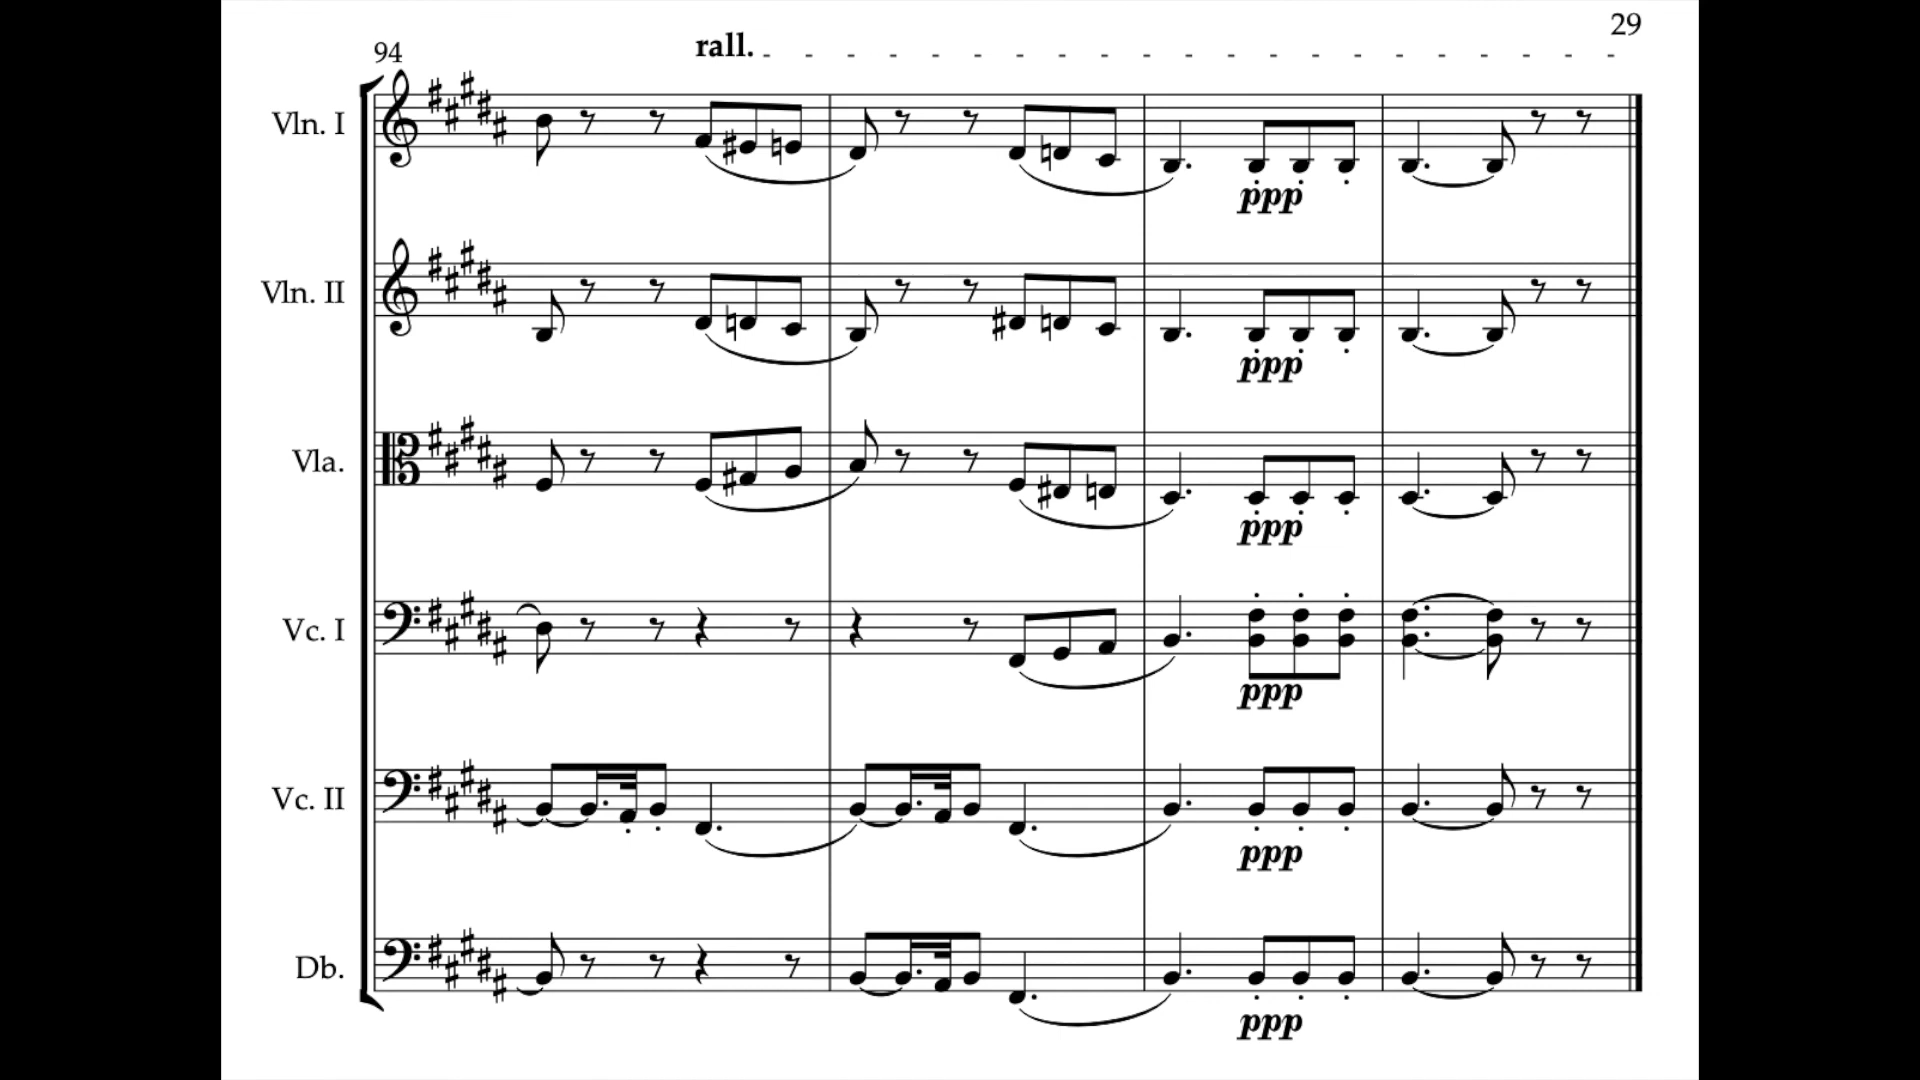 29
94 rall.
Vln. I
ppp
Vln. II
ppp
Vla.
ppp
Vc. I
ppp
Vc. II
ppp
Db.
ppp